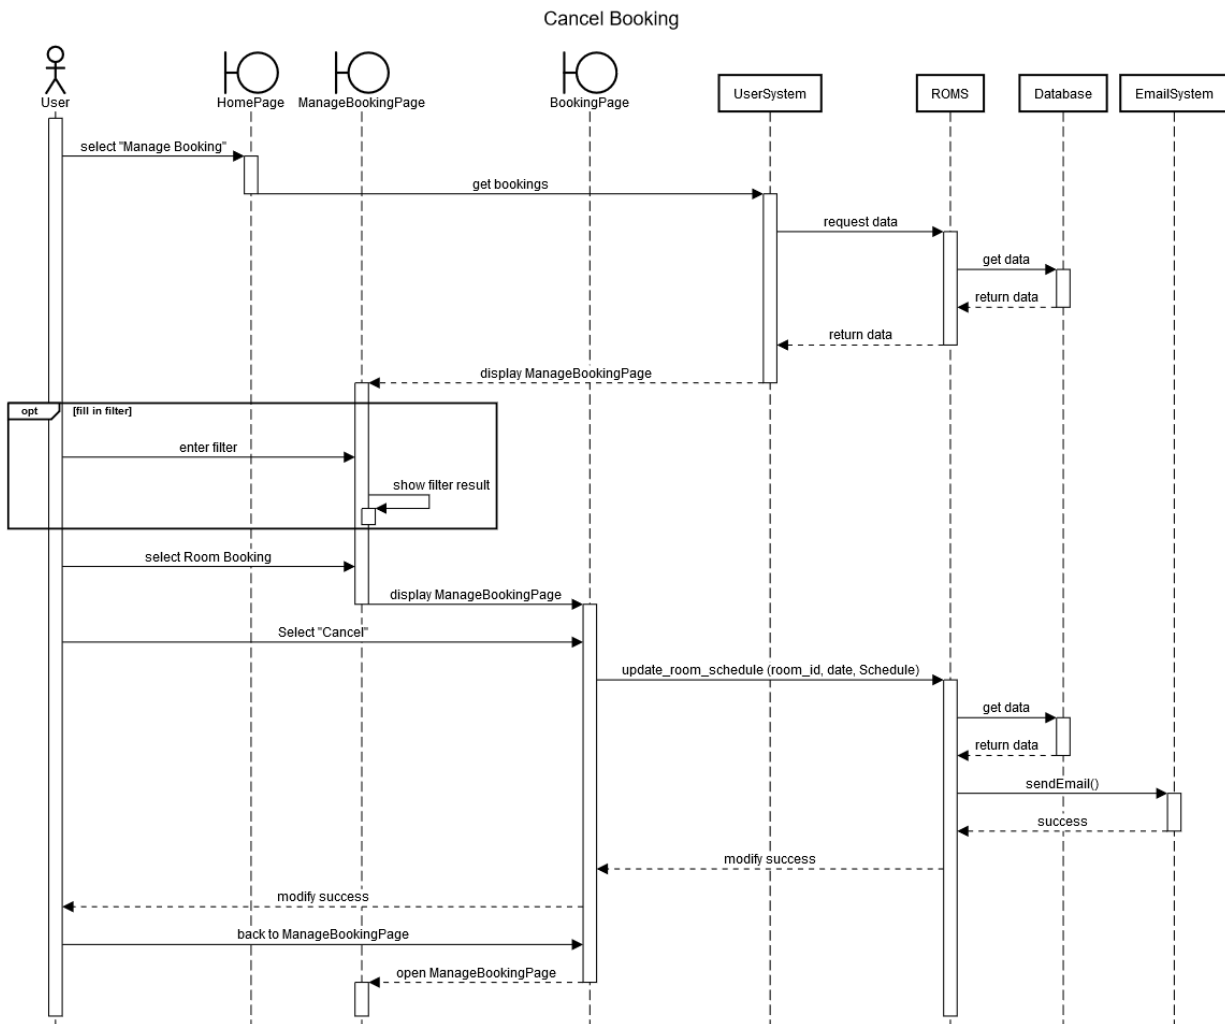 Cancel Booking
User
HomePage
ManageBookingPage
BookingPage
UserSystem
ROMS
Database
EmailSystem
select "Manage Booking"
get bookings
request data
get data
return data
return data
display ManageBookingPage
opt
[fill in filter]
enter filter
show filter result
select Room Booking
display ManageBookingPage
Select "Cancel"
update_room_schedule (room_id, date, Schedule)
get data
return data
sendEmail()
success
modify success
modify success
back to ManageBookingPage
open ManageBookingPage